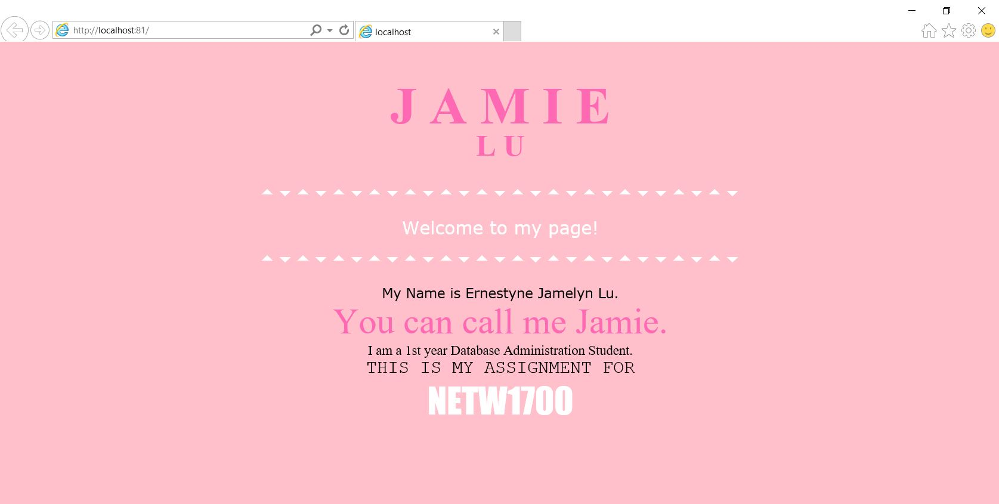 http://localhost:81/
localhost
JAMIE
LU
Welcome to my page!
My Name is Ernestyne Jamelyn Lu.
You can call me Jamie.
I am a 1st year Database Administration Student.
THIS IS MY ASSIGNMENT FOR
NETW1700